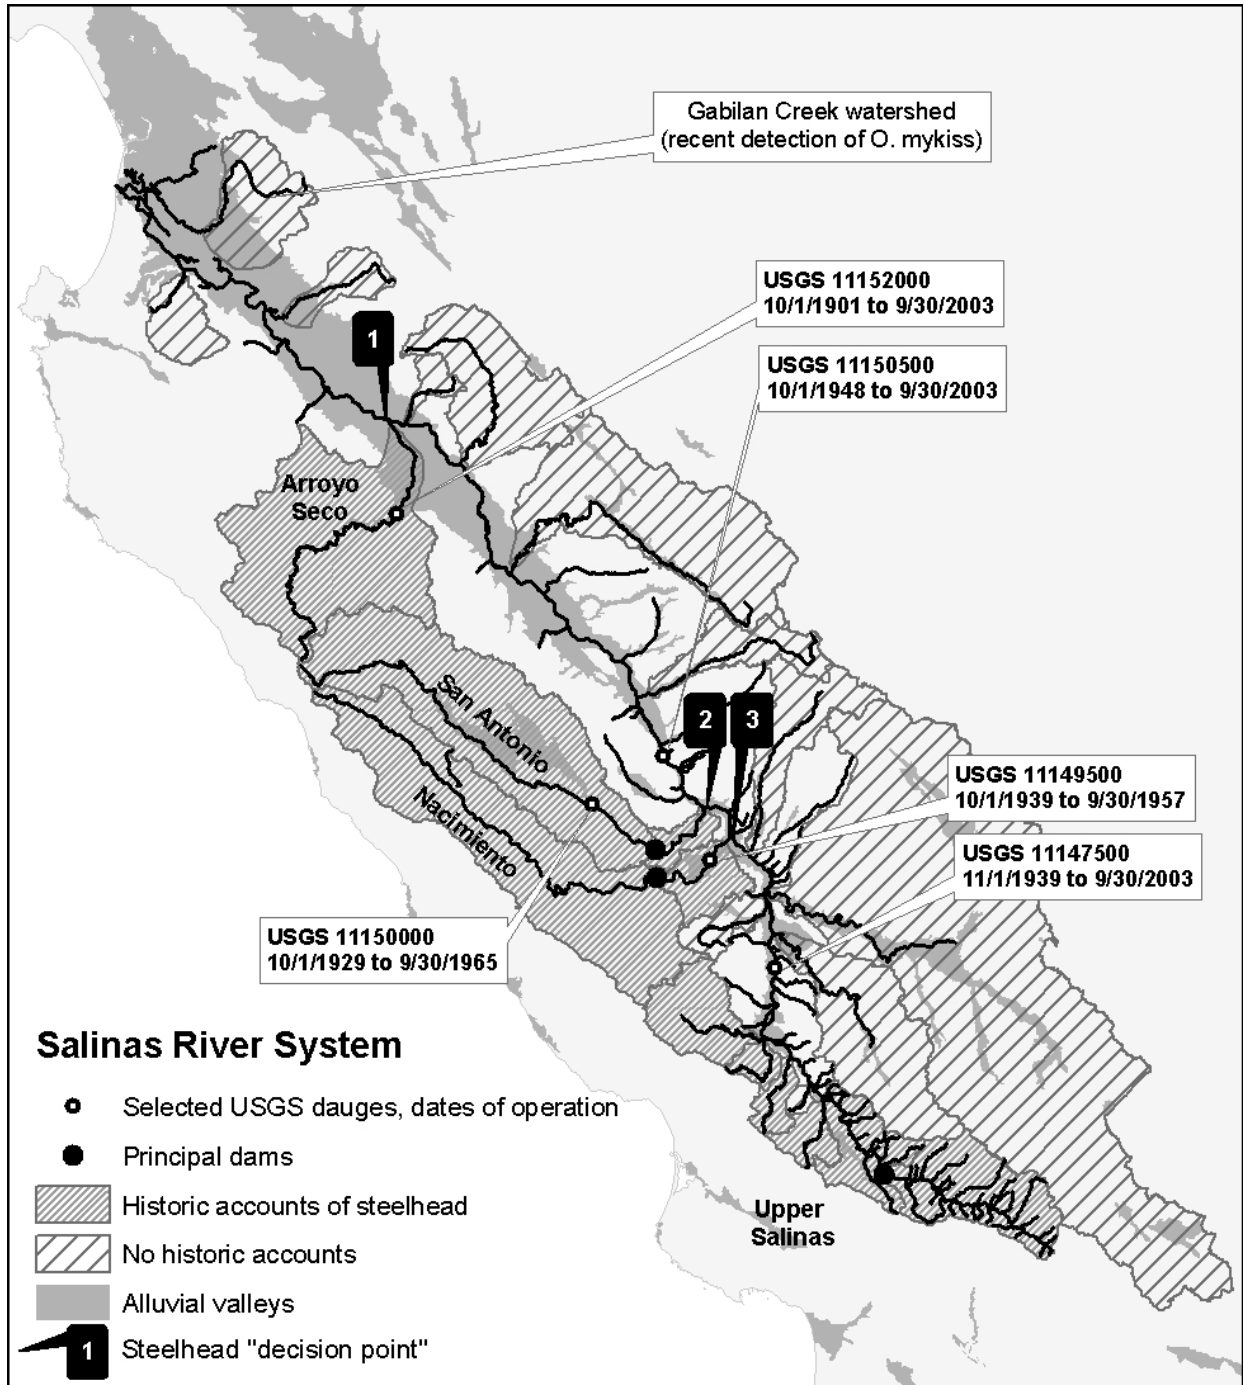 Gabilan Creek watershed
(recent detection of O. mykiss)
USGS 11152000
10/1/1901 to 9/30/2003
1
USGS 11150500
10/1/1948 to 9/30/2003
Arroyo
Seco
San Antonio
2
3
Nacimiento
USGS 11149500
10/1/1939 to 9/30/1957
USGS 11147500
11/1/1939 to 9/30/2003
USGS 11150000
10/1/1929 to 9/30/1965
Salinas River System
Selected USGS dauges, dates of operation
Principal dams
Historic accounts of steelhead
No historic accounts
Alluvial valleys
1
Steelhead "decision point"
Upper
Salinas